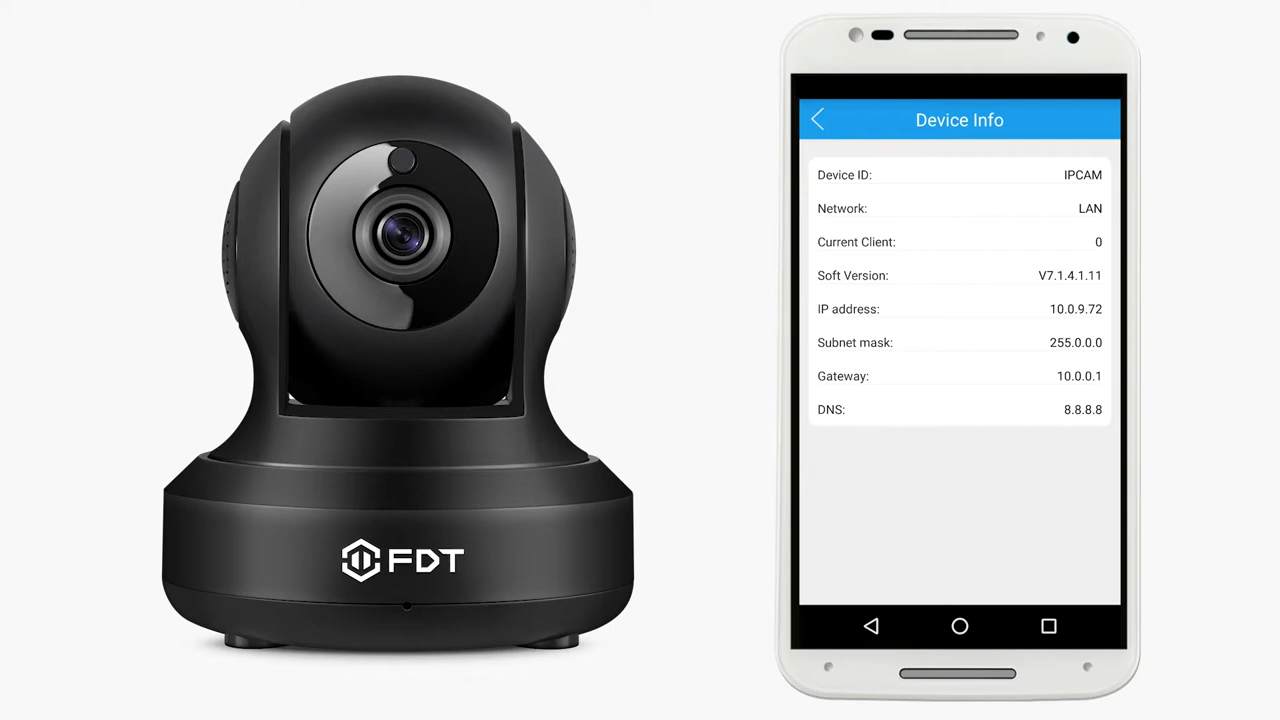 FDT
Device Info
Device ID: IPCAM
Network: LAN
Current Client: 0
Soft Version: V7.1.4.1.11
IP address: 10.0.9.72
Subnet mask: 255.0.0.0
Gateway: 10.0.0.1
DNS: 8.8.8.8